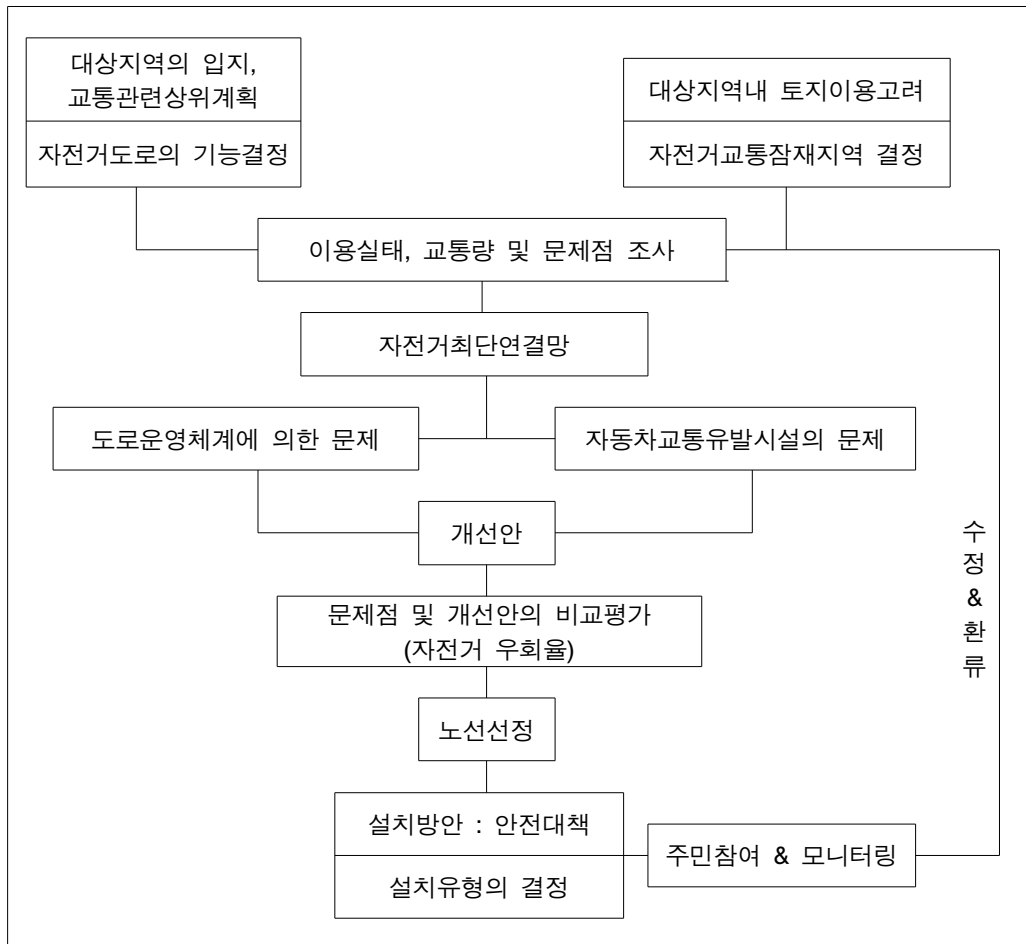 대상지역의 입지,
교통관련상위계획
자전거도로의 기능결정
대상지역내 토지이용고려
자전거교통잠재지역 결정
이용실태, 교통량 및 문제점 조사
자전거최단연결망
도로운영체계에 의한 문제
자동차교통유발시설의 문제
개선안
문제점 및 개선안의 비교평가
(자전거 우회율)
노선선정
설치방안 : 안전대책
설치유형의 결정
주민참여 & 모니터링
수
정
&
환
류